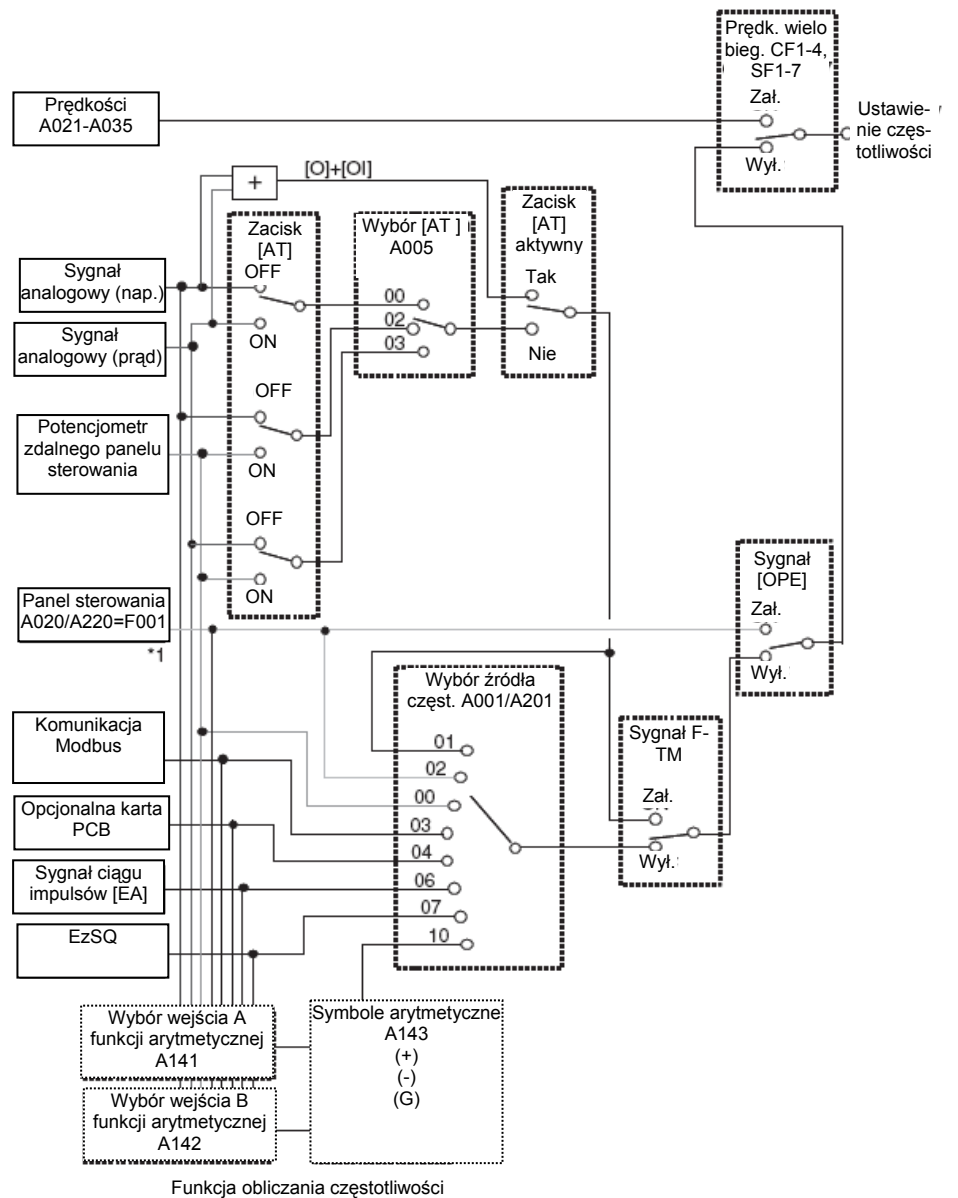 Prędk. wielo
bieg. CF1-4,
SF1-7
Zał.
Wył.
Ustawie-
nie częs-
totliwości
Prędkości
A021-A035
+
[O]+[OI]
Zacisk
[AT]
OFF
ON
OFF
ON
OFF
ON
Wybór [AT ]
A005
00
02
03
Zacisk
[AT]
aktywny
Tak
Nie
Sygnał
analogowy (nap.)
Sygnał
analogowy (prąd)
Potencjometr
zdalnego panelu
sterowania
Panel sterowania
A020/A220=F001
*1
Sygnał
[OPE]
Zał.
Wył.
Wybór źródła
częst. A001/A201
01
02
00
03
04
06
07
10
Sygnał F-
TM
Zał.
Wył.
Komunikacja
Modbus
Opcjonalna karta
PCB
Sygnał ciągu
impulsów [EA]
EzSQ
Wybór wejścia A
funkcji arytmetycznej
A141
Wybór wejścia B
funkcji arytmetycznej
A142
Symbole arytmetyczne
A143
(+)
(-)
(G)
Funkcja obliczania częstotliwości